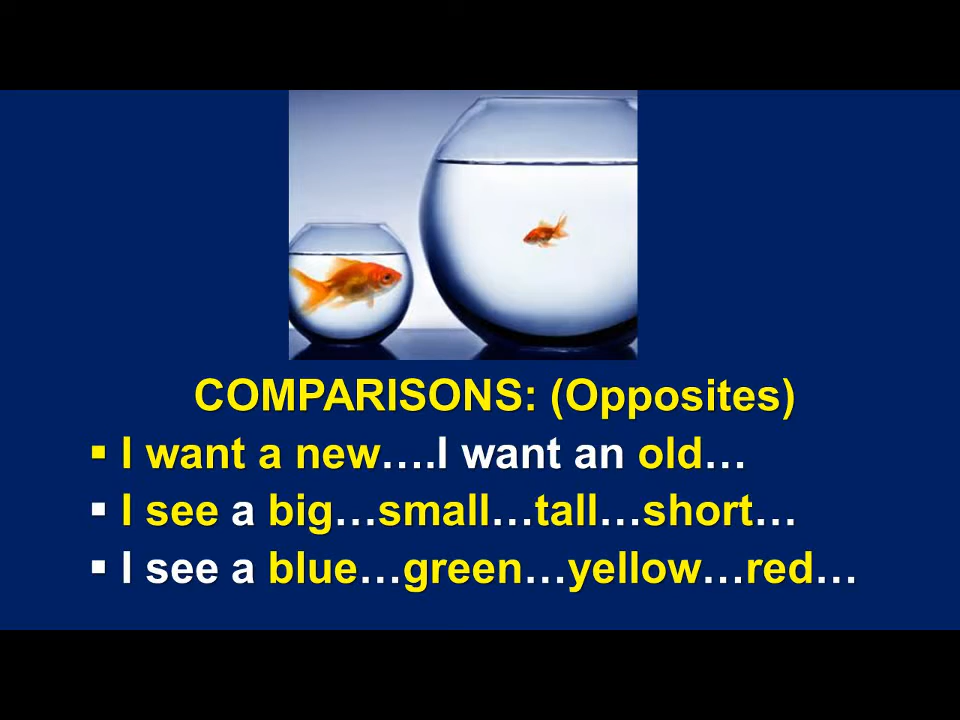 COMPARISONS: (Opposites)
▪ I want a new….I want an old…
▪ I see a big…small…tall…short…
▪ I see a blue…green…yellow…red…